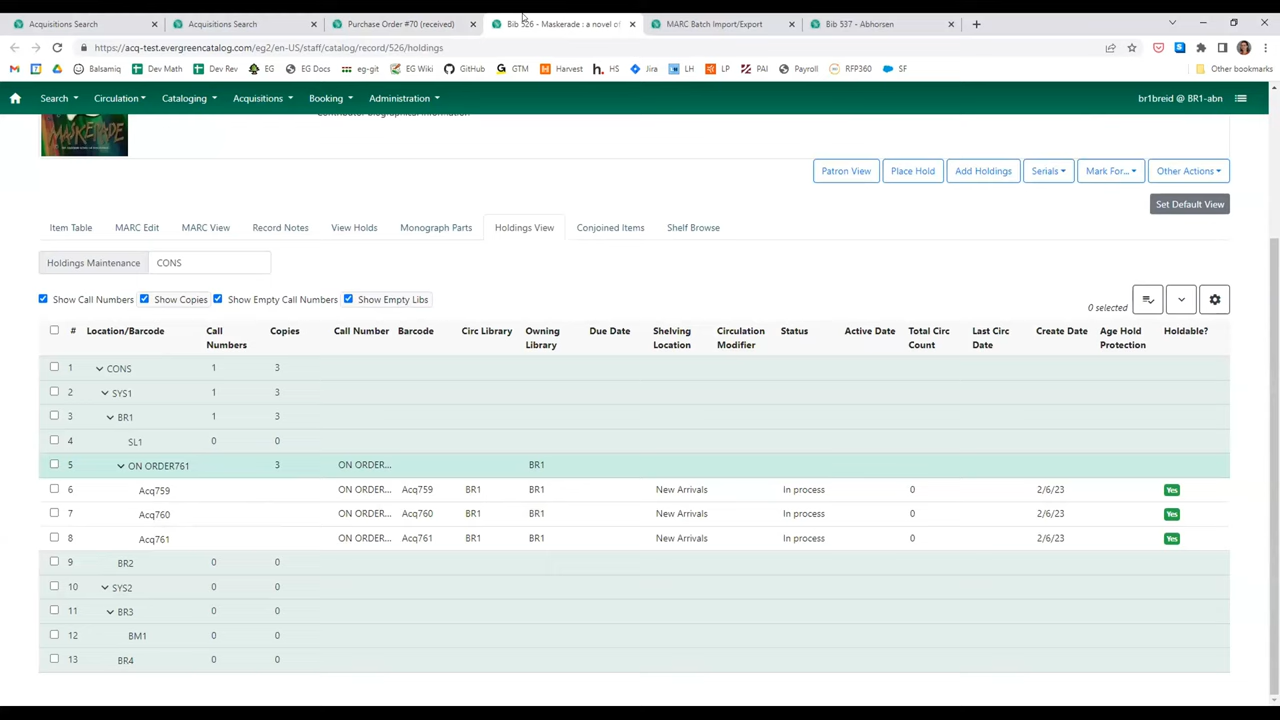 Acquisitions Search
Acquisitions Search
Purchase Order #70 (received)
Bib 526 - Maskerade : a novel of
MARC Batch Import/Export
Bib 537 - Abhorsen
https://acq-test.evergreencatalog.com/eg2/en-US/staff/catalog/record/526/holdings
Balsamiq Dev Math Dev Rev EG EG Docs eg-git EG Wiki GitHub GTM Harvest HS Jira LH LP PAI Payroll RFP360 SF Other bookmarks
Search Circulation Cataloging Acquisitions Booking Administration br1breid @ BR1-abn
MASKERADE
Contributor biographical information
Patron View Place Hold Add Holdings Serials Mark For... Other Actions
Set Default View
Item Table MARC Edit MARC View Record Notes View Holds Monograph Parts Holdings View Conjoined Items Shelf Browse
Holdings Maintenance CONS
Show Call Numbers Show Copies Show Empty Call Numbers Show Empty Libs 0 selected
# Location/Barcode Call Numbers Copies Call Number Barcode Circ Library Owning Library Due Date Shelving Location Circulation Modifier Status Active Date Total Circ Count Last Circ Date Create Date Age Hold Protection Holdable?
1 CONS 1 3
2 SYS1 1 3
3 BR1 1 3
4 SL1 0 0
5 ON ORDER761 3 ON ORDER... BR1
6 Acq759 ON ORDER... Acq759 BR1 BR1 New Arrivals In process 0 2/6/23 Yes
7 Acq760 ON ORDER... Acq760 BR1 BR1 New Arrivals In process 0 2/6/23 Yes
8 Acq761 ON ORDER... Acq761 BR1 BR1 New Arrivals In process 0 2/6/23 Yes
9 BR2 0 0
10 SYS2 0 0
11 BR3 0 0
12 BM1 0 0
13 BR4 0 0